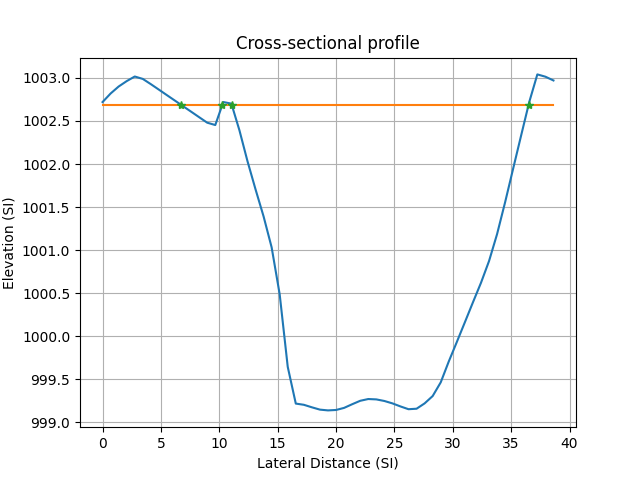 Cross-sectional profile
Elevation (SI)
1003.0
1002.5
1002.0
1001.5
1001.0
1000.5
1000.0
999.5
999.0
0 5 10 15 20 25 30 35 40
Lateral Distance (SI)